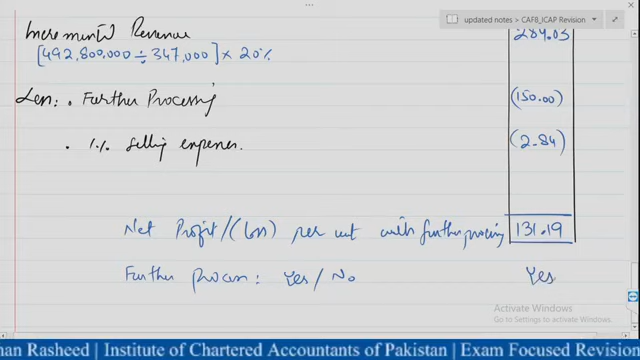 updated notes > CAF8_ICAP Revision
Incremental Revenue 284.03
[492,800,000 ÷ 347,000] × 20%
Less: • Further Processing (150.00)
• 1% Selling expenses. (2.84)
Net Profit/(Loss) per unit with further processing 131.19
Further process: Yes / No Yes
Activate Windows
Go to Settings to activate Windows.
man Rasheed | Institute of Chartered Accountants of Pakistan | Exam Focused Revision